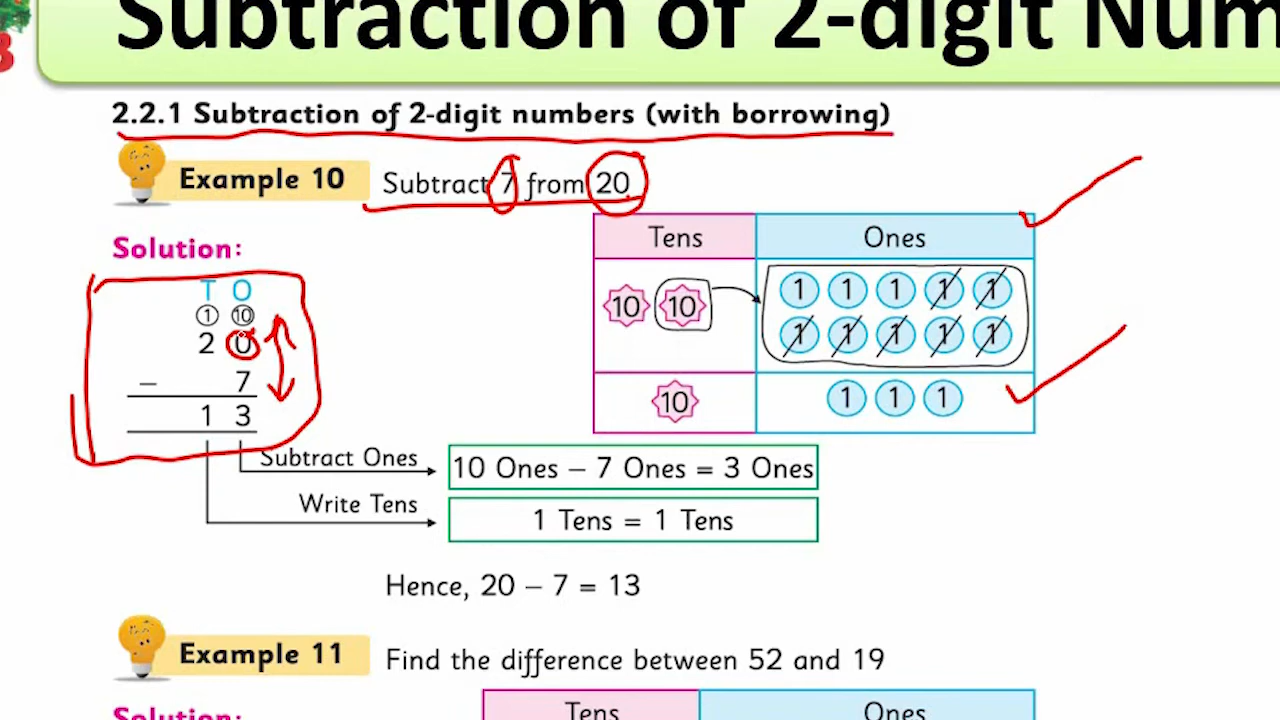 Subtraction of 2-digit Num
3
2.2.1 Subtraction of 2-digit numbers (with borrowing)
Example 10 Subtract 7 from 20.
Tens Ones
Solution:
T O
1 10
2 0
– 7
1 3
10 10 1 1 1 1 1
1 1 1 1 1
10 1 1 1
Subtract Ones 10 Ones – 7 Ones = 3 Ones
Write Tens 1 Tens = 1 Tens
Hence, 20 – 7 = 13
Example 11 Find the difference between 52 and 19
Solution:
Tens Ones